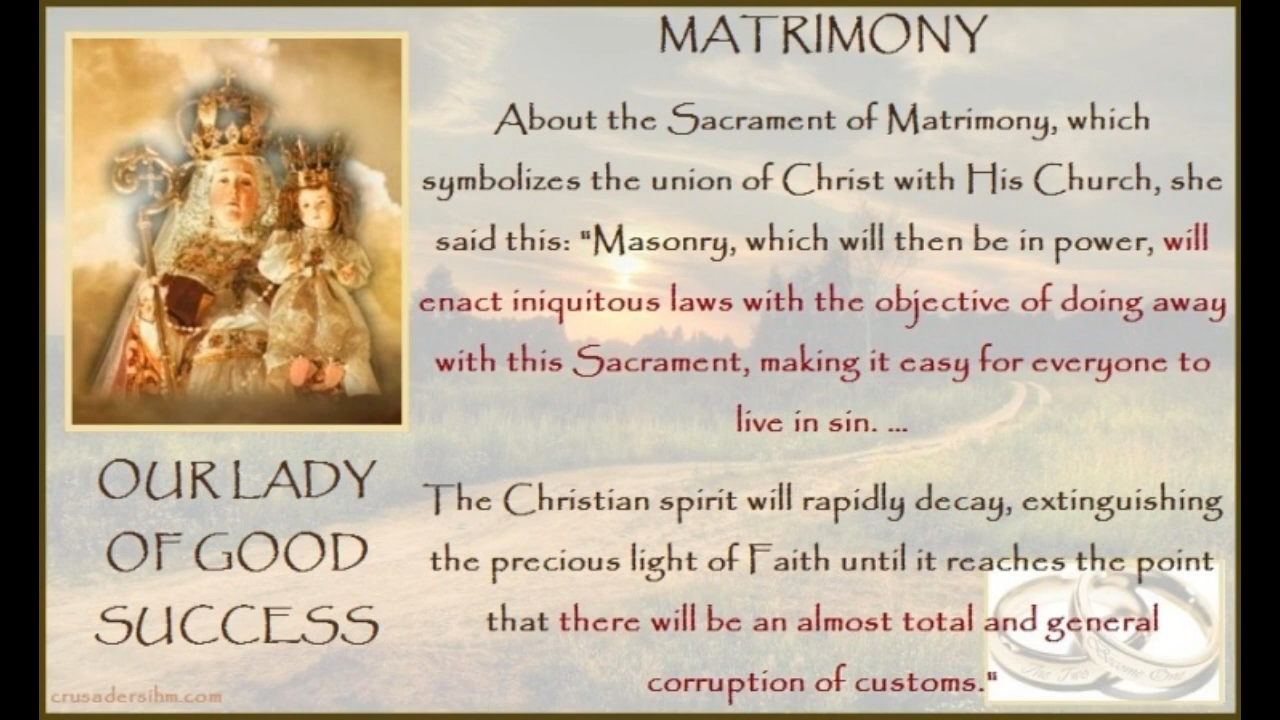 MATRIMONY
About the Sacrament of Matrimony, which
symbolizes the union of Christ with His Church, she
said this: "Masonry, which will then be in power, will
enact iniquitous laws with the objective of doing away
with this Sacrament, making it easy for everyone to
live in sin. ...
The Christian spirit will rapidly decay, extinguishing
the precious light of Faith until it reaches the point
that there will be an almost total and general
corruption of customs."
OUR LADY
OF GOOD
SUCCESS
crusadersihm.com
The Two
Become One